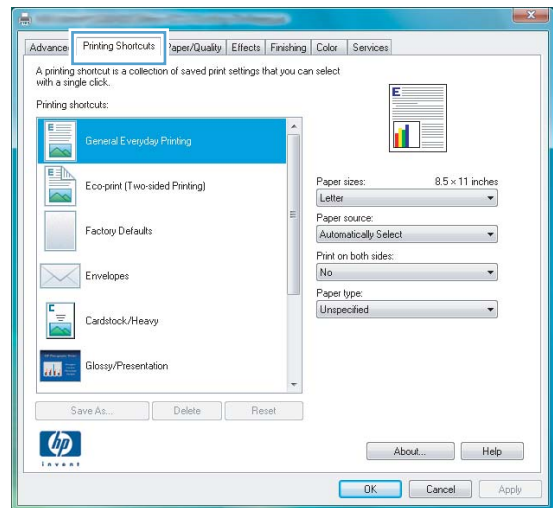 Advance
Printing Shortcuts
Paper/Quality
Effects
Finishing
Color
Services
A printing shortcut is a collection of saved print settings that you can select
with a single click.
Printing shortcuts:
General Everyday Printing
Eco-print (Two-sided Printing)
Factory Defaults
Envelopes
Cardstock/Heavy
Glossy/Presentation
Save As...
Delete
Reset
E
Paper sizes: 8.5 × 11 inches
Letter
Paper source:
Automatically Select
Print on both sides:
No
Paper type:
Unspecified
hp
invent
About...
Help
OK
Cancel
Apply